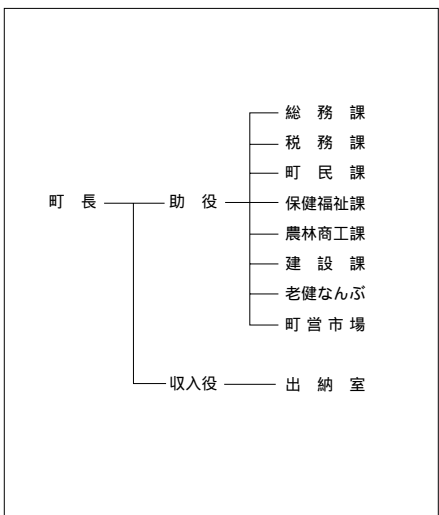 総務課
税務課
町民課
町長 助役 保健福祉課
農林商工課
建設課
老健なんぶ
町営市場
収入役 出納室